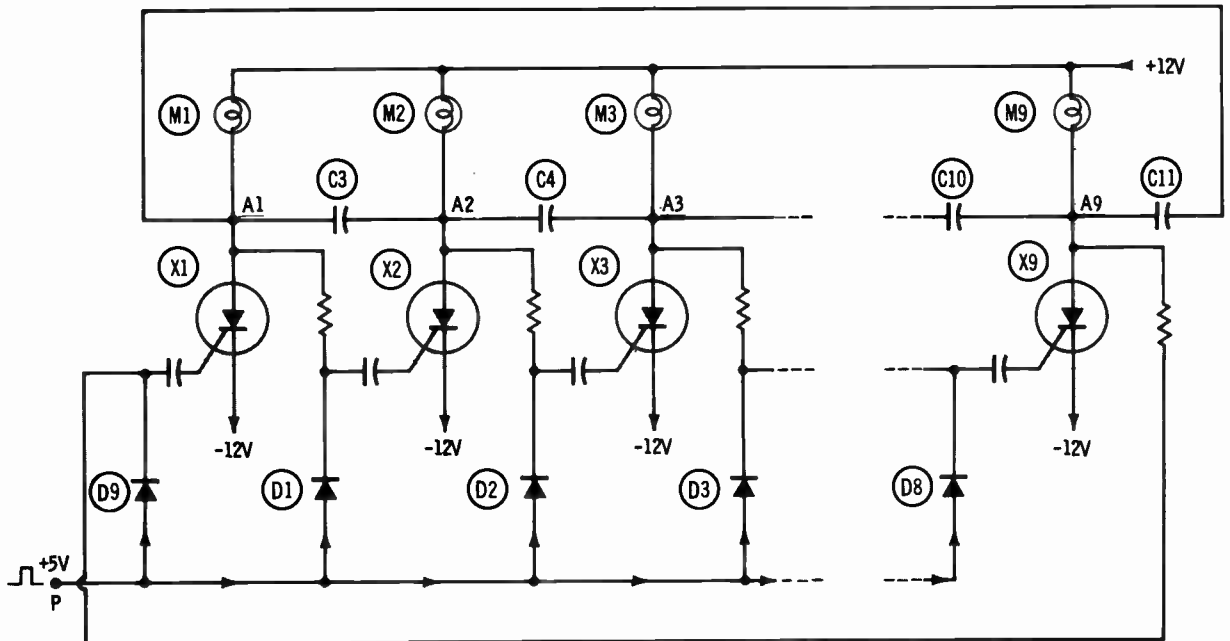 +12V
M1 M2 M3 M9
C3 C4 C10 C11
A1 A2 A3 A9
X1 X2 X3 X9
-12V -12V -12V -12V
D9 D1 D2 D3 D8
+5V
P